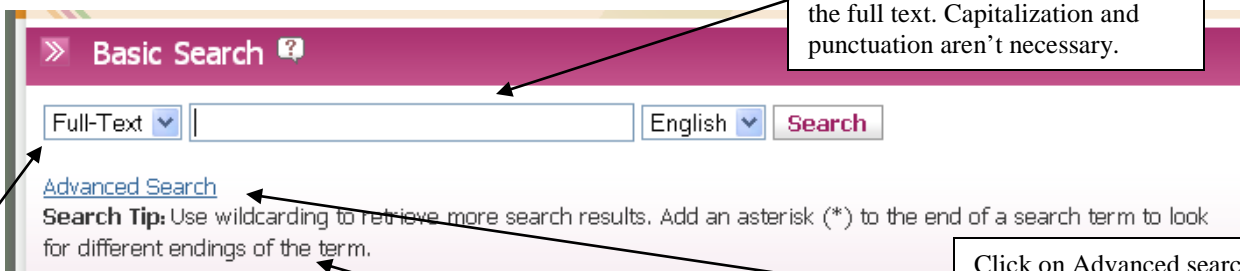 the full text. Capitalization and
punctuation aren't necessary.
» Basic Search ?
Full-Text English Search
Advanced Search
Search Tip: Use wildcarding to retrieve more search results. Add an asterisk (*) to the end of a search term to look
for different endings of the term.
Click on Advanced searc